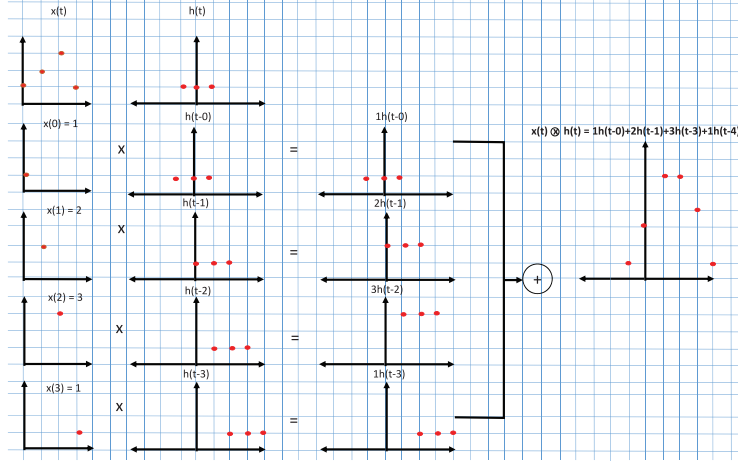 x(t) h(t)
x(0) = 1 h(t-0) 1h(t-0)
x(t) ⊗ h(t) = 1h(t-0)+2h(t-1)+3h(t-3)+1h(t-4)
x =
x(1) = 2 h(t-1) 2h(t-1)
x =
+
x(2) = 3 h(t-2) 3h(t-2)
x =
x(3) = 1 h(t-3) 1h(t-3)
x =